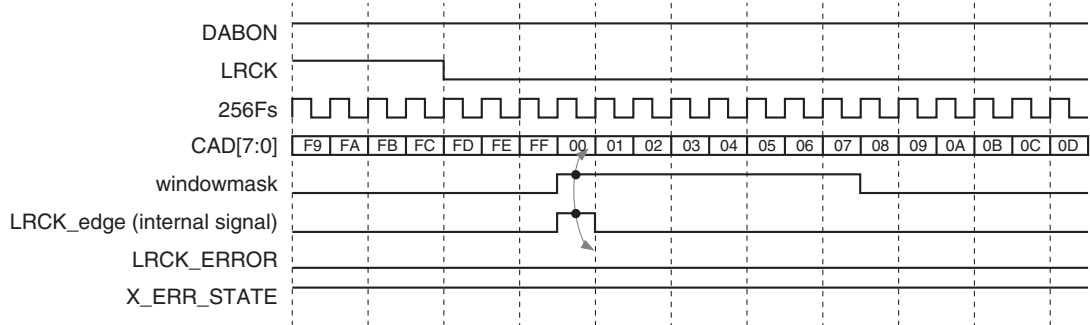 DABON
LRCK
256Fs
CAD[7:0] F9 FA FB FC FD FE FF 00 01 02 03 04 05 06 07 08 09 0A 0B 0C 0D
windowmask
LRCK_edge (internal signal)
LRCK_ERROR
X_ERR_STATE